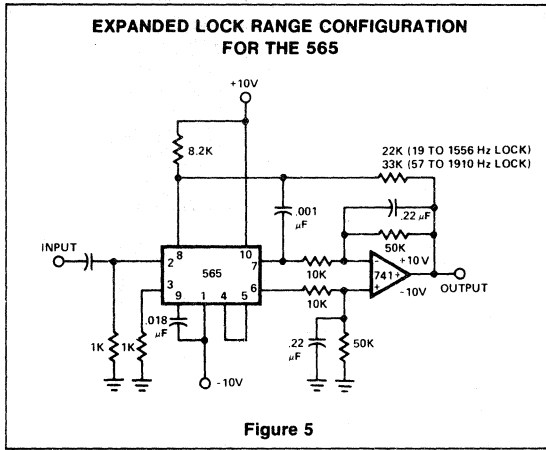 EXPANDED LOCK RANGE CONFIGURATION
FOR THE 565
+10V
8.2K
22K (19 TO 1556 Hz LOCK)
33K (57 TO 1910 Hz LOCK)
.001
µF
.22 µF
50K
INPUT
8
10
2
565
7
3
6
9
1
4
5
10K
10K
-
741
+
+
+10V
-10V
OUTPUT
.018
µF
1K
1K
-10V
.22
µF
50K
Figure 5